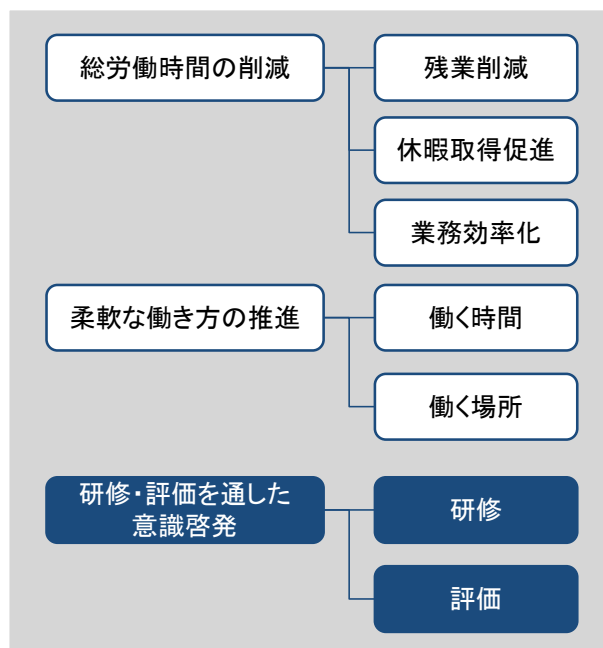 総労働時間の削減
残業削減
休暇取得促進
業務効率化
柔軟な働き方の推進
働く時間
働く場所
研修・評価を通した
意識啓発
研修
評価